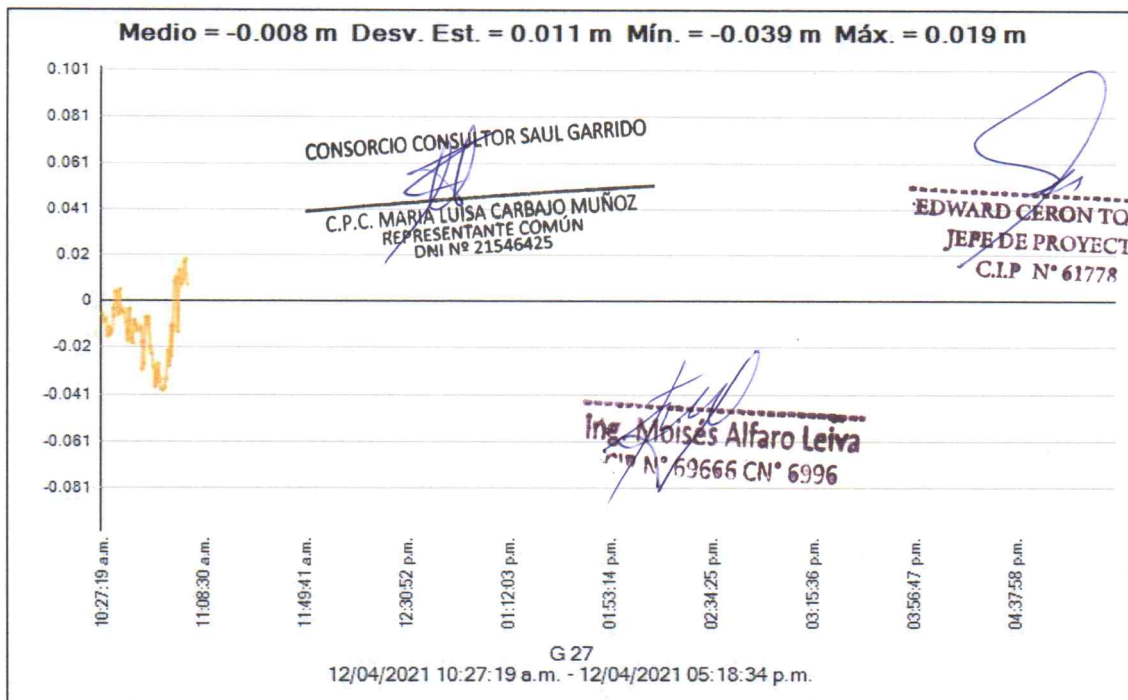 Medio = -0.008 m Desv. Est. = 0.011 m Mín. = -0.039 m Máx. = 0.019 m
0.101
0.081
0.061
0.041
0.02
0
-0.02
-0.041
-0.061
-0.081
CONSORCIO CONSULTOR SAUL GARRIDO
C.P.C. MARIA LUISA CARBAJO MUÑOZ
REPRESENTANTE COMÚN
DNI Nº 21546425
EDWARD CERON TO
JEFE DE PROYECT
C.I.P N° 61778
Ing. Moisés Alfaro Leiva
CIP N° 69666 CN° 6996
10:27:19 a.m.
11:08:30 a.m.
11:49:41 a.m.
12:30:52 p.m.
01:12:03 p.m.
01:53:14 p.m.
02:34:25 p.m.
03:15:36 p.m.
03:56:47 p.m.
04:37:58 p.m.
G 27
12/04/2021 10:27:19 a.m. - 12/04/2021 05:18:34 p.m.